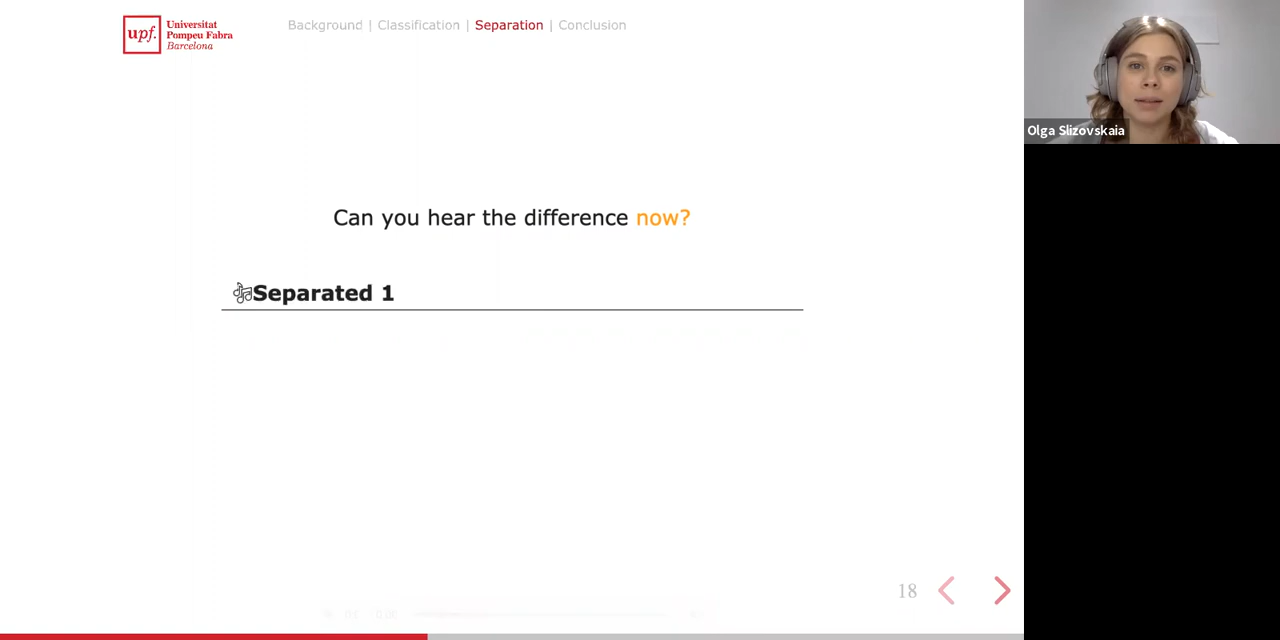 upf.
Universitat
Pompeu Fabra
Barcelona
Background | Classification | Separation | Conclusion
Olga Slizovskaia
Can you hear the difference now?
Separated 1
18